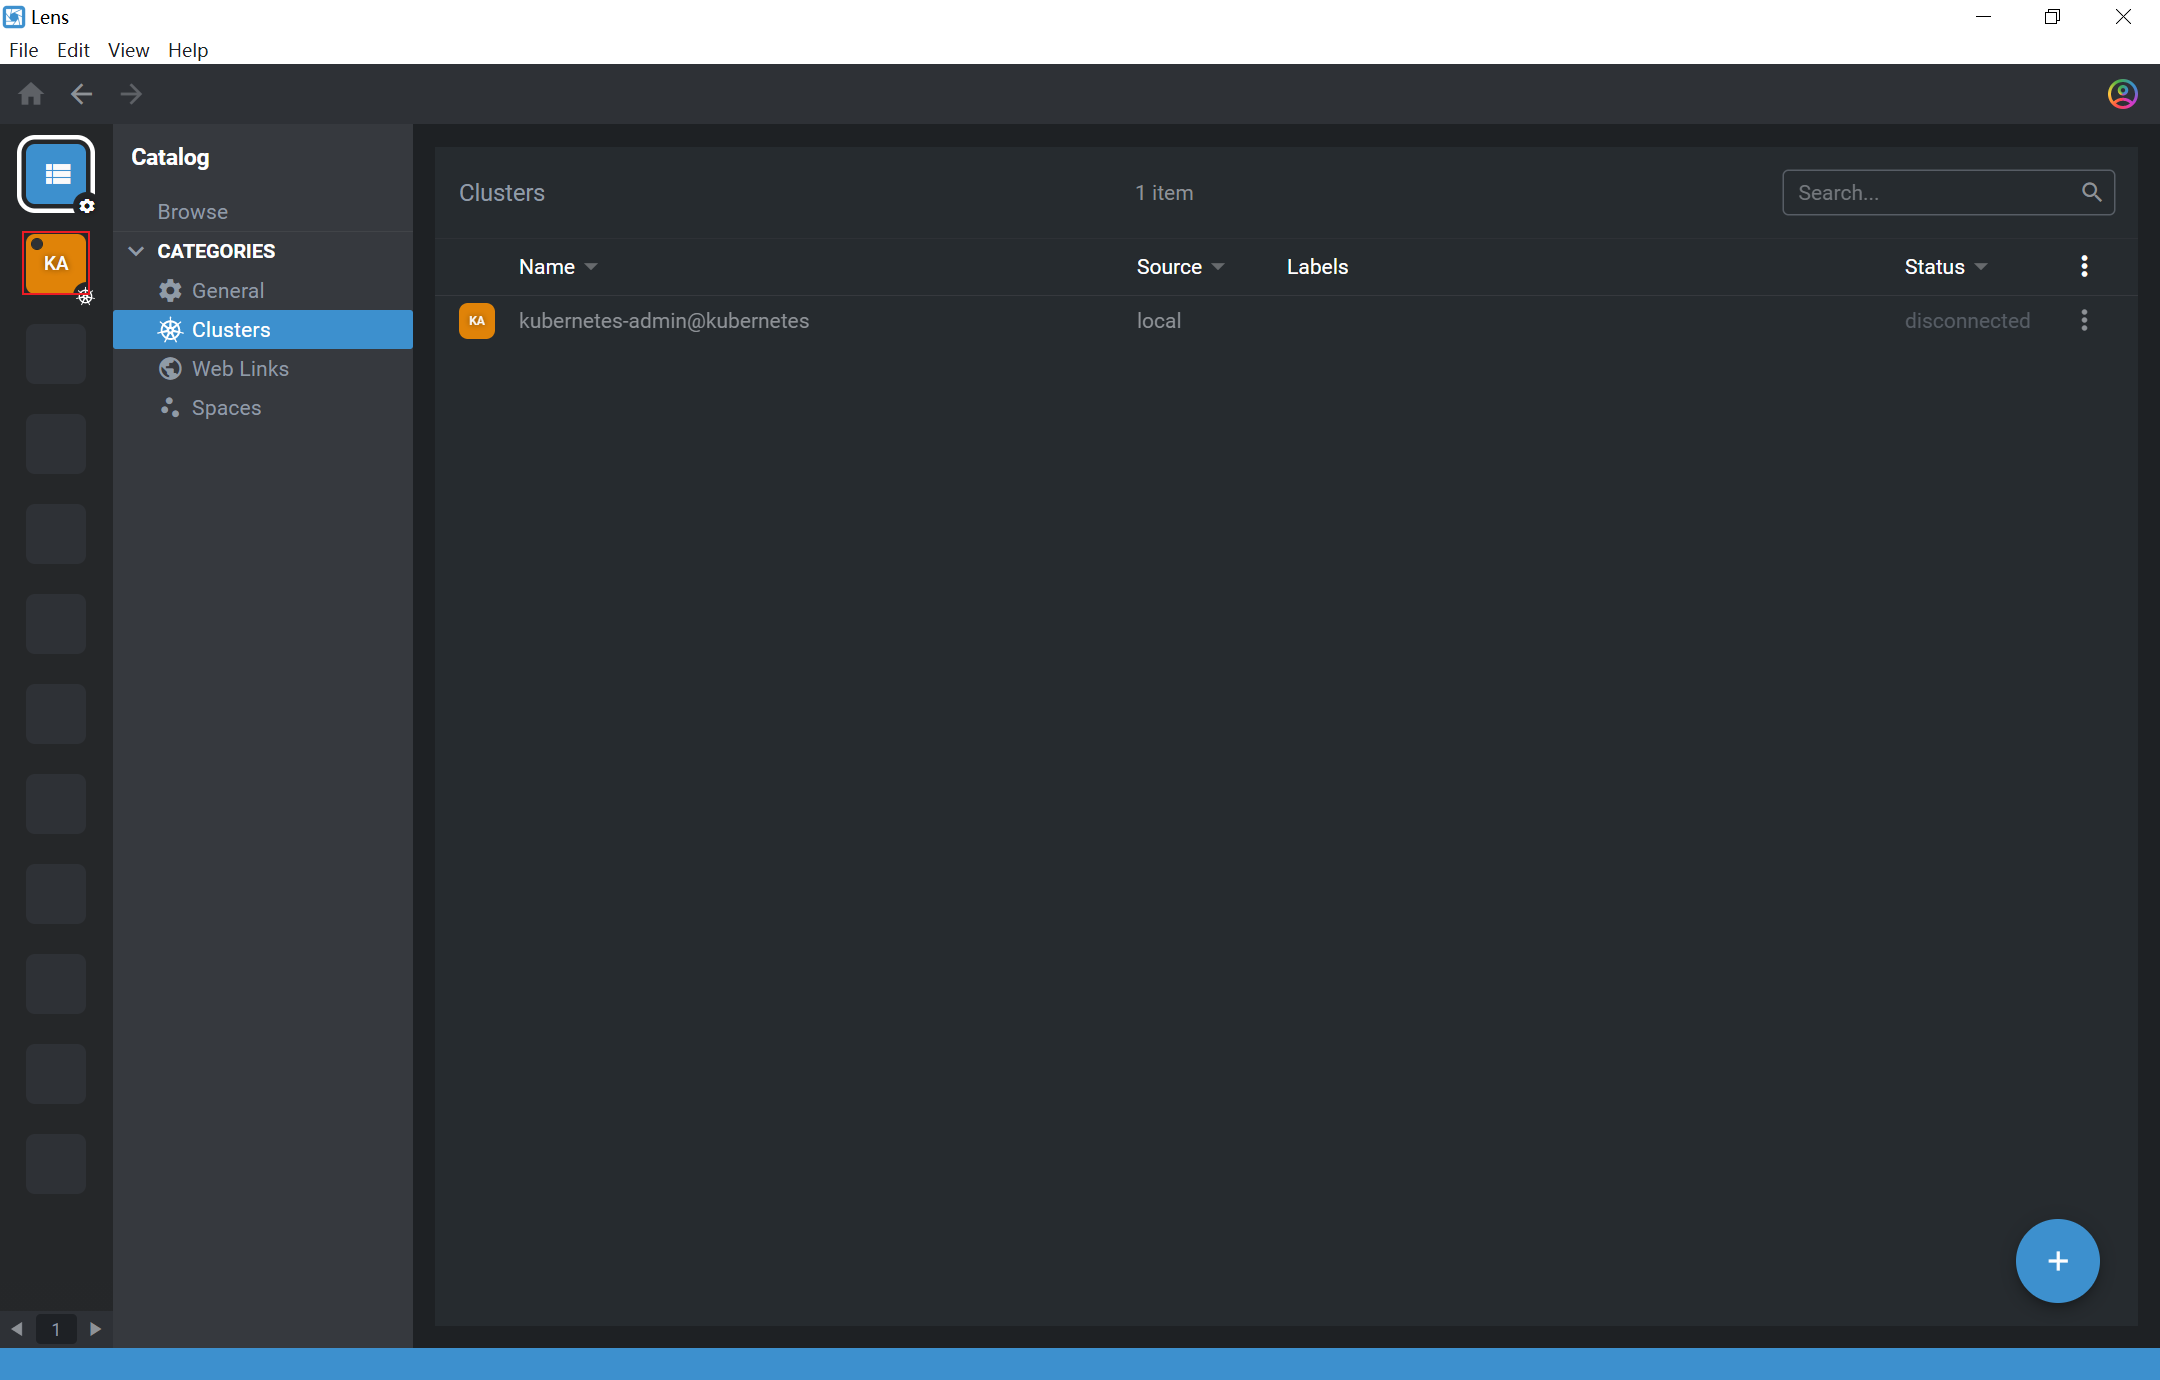 Lens
File Edit View Help
Catalog
Browse
CATEGORIES
General
Clusters
Web Links
Spaces
KA
1
Clusters 1 item Search...
Name Source Labels Status
KA kubernetes-admin@kubernetes local disconnected